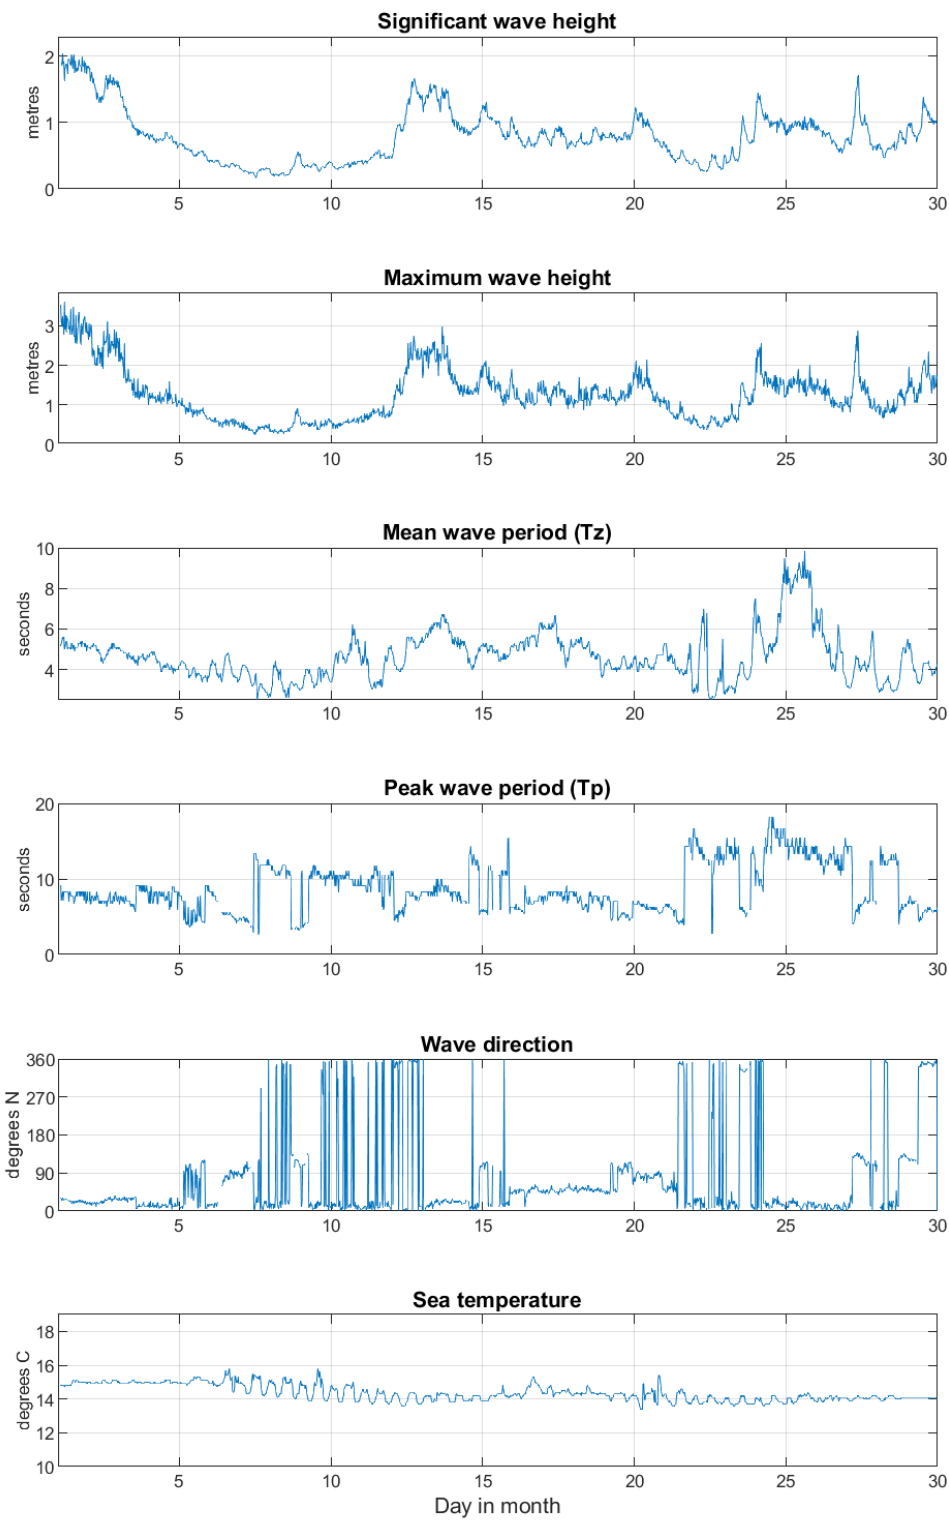 Significant wave height
2
1
0
metres
5 10 15 20 25 30
Maximum wave height
3
2
1
0
metres
5 10 15 20 25 30
Mean wave period (Tz)
10
8
6
4
seconds
5 10 15 20 25 30
Peak wave period (Tp)
20
10
0
seconds
5 10 15 20 25 30
Wave direction
360
270
180
90
0
degrees N
5 10 15 20 25 30
Sea temperature
18
16
14
12
10
degrees C
5 10 15 20 25 30
Day in month